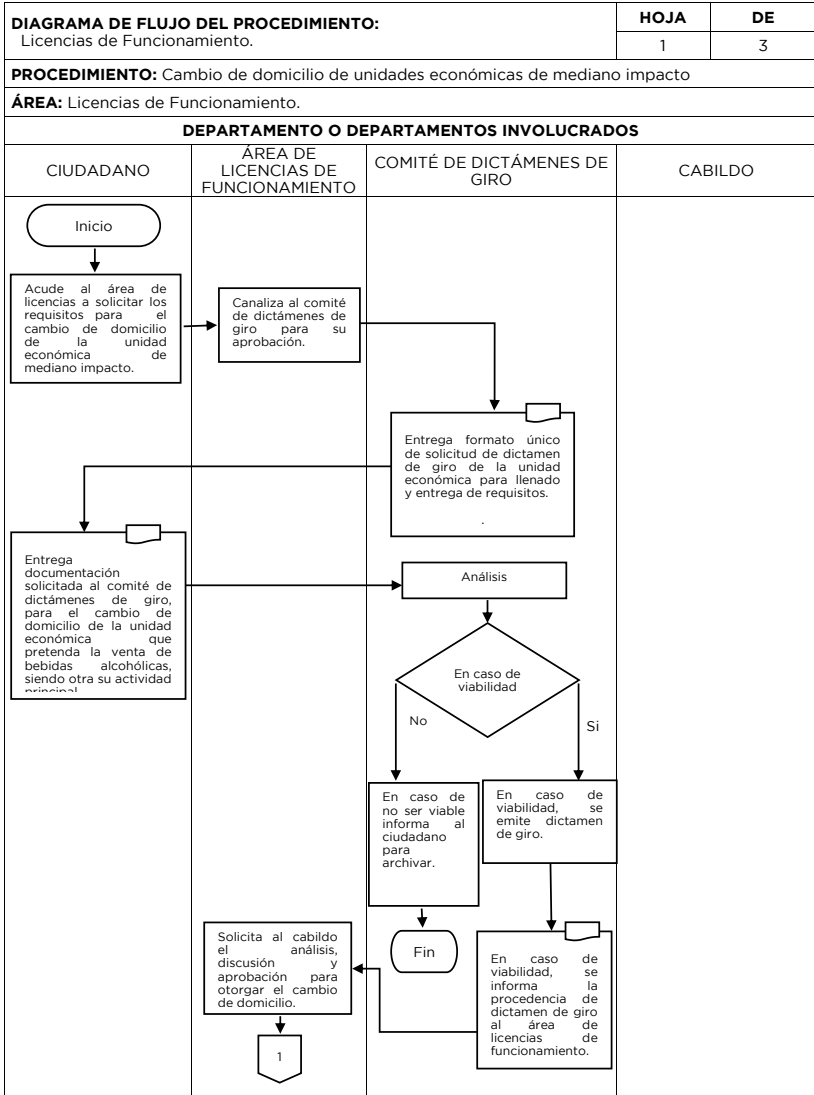 DIAGRAMA DE FLUJO DEL PROCEDIMIENTO:
Licencias de Funcionamiento.
HOJA
DE
1
3
PROCEDIMIENTO: Cambio de domicilio de unidades económicas de mediano impacto
ÁREA: Licencias de Funcionamiento.
DEPARTAMENTO O DEPARTAMENTOS INVOLUCRADOS
CIUDADANO
ÁREA DE
LICENCIAS DE
FUNCIONAMIENTO
COMITÉ DE DICTÁMENES DE
GIRO
CABILDO
Inicio
Acude al área de
licencias a solicitar los
requisitos para el
cambio de domicilio
de la unidad
económica de
mediano impacto.
Canaliza al comité
de dictámenes de
giro para su
aprobación.
Entrega formato único
de solicitud de dictamen
de giro de la unidad
económica para llenado
y entrega de requisitos.
.
Entrega
documentación
solicitada al comité de
dictámenes de giro,
para el cambio de
domicilio de la unidad
económica que
pretenda la venta de
bebidas alcohólicas,
siendo otra su actividad
principal
Análisis
En caso de
viabilidad
No
Si
En caso de
no ser viable
informa al
ciudadano
para
archivar.
En caso de
viabilidad, se
emite dictamen
de giro.
Fin
En caso de
viabilidad, se
informa la
procedencia de
dictamen de giro
al área de
licencias de
funcionamiento.
Solicita al cabildo
el análisis,
discusión y
aprobación para
otorgar el cambio
de domicilio.
1